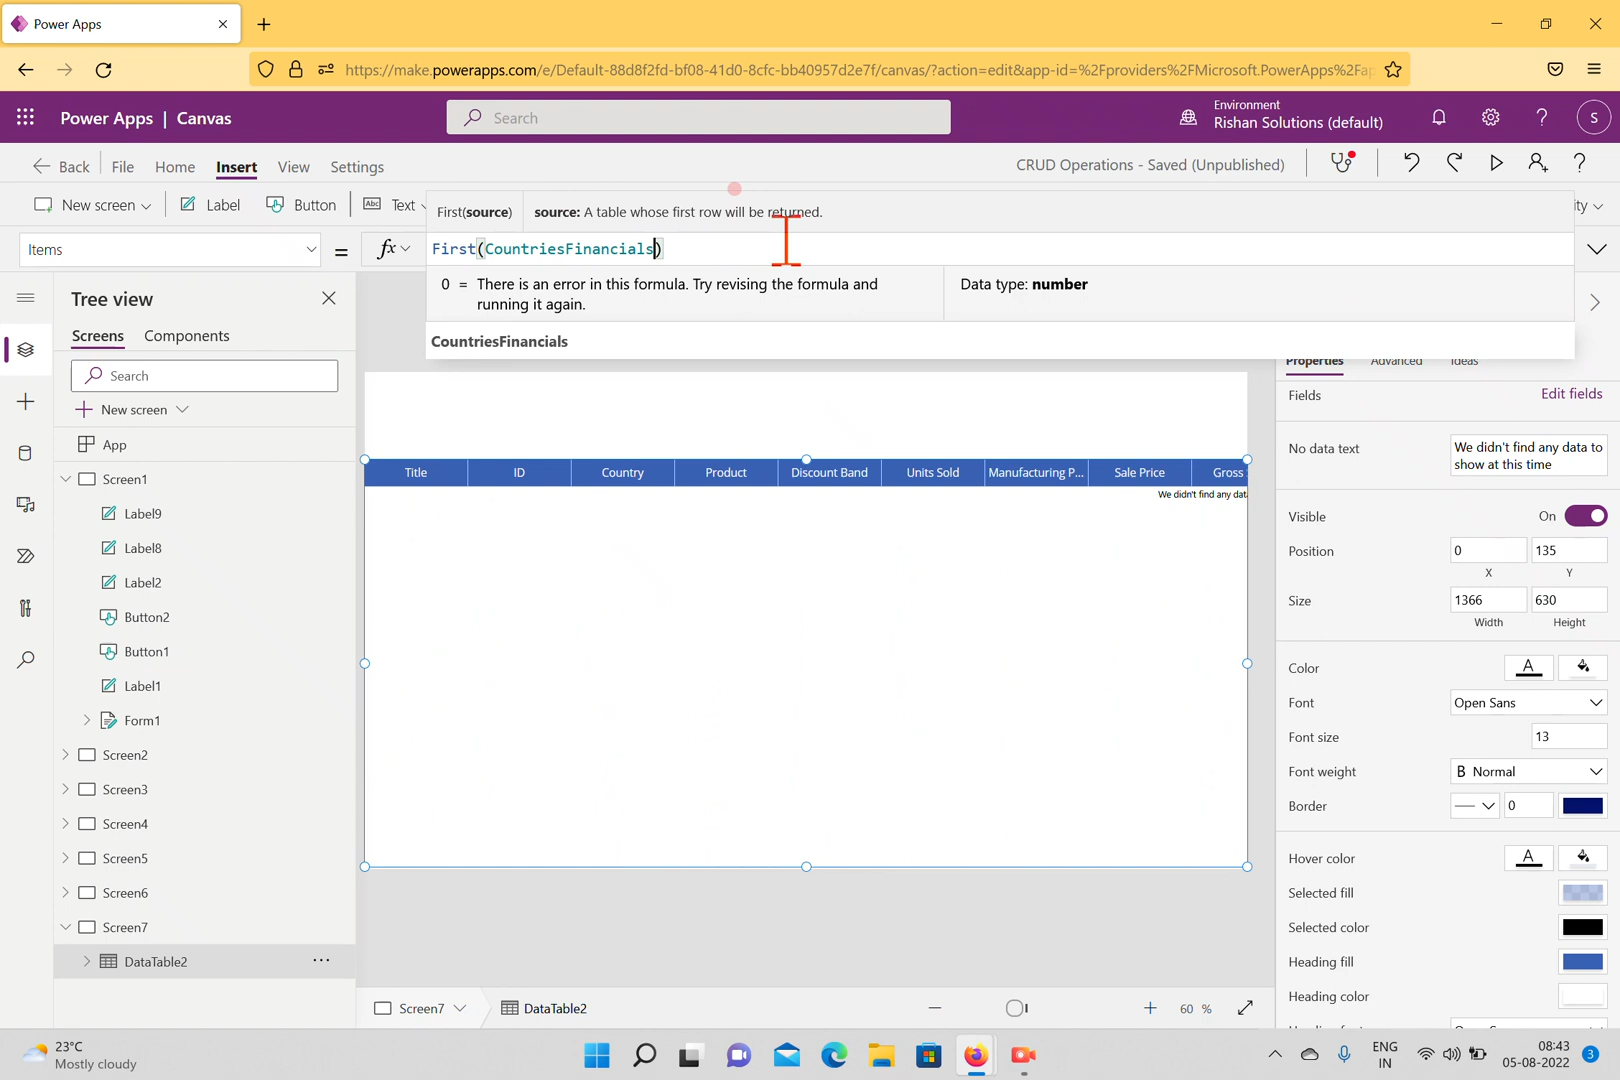 Power Apps
https://make.powerapps.com/e/Default-88d8f2fd-bf08-41d0-8cfc-bb40957d2e7f/canvas/?action=edit&app-id=%2Fproviders%2FMicrosoft.PowerApps%2Fap
Power Apps | Canvas
Search
Environment
Rishan Solutions (default)
S
Back
File
Home
Insert
View
Settings
CRUD Operations - Saved (Unpublished)
New screen
Label
Button
Abc
Text
First(source)
source: A table whose first row will be returned.
Items
=
fx
First(CountriesFinancials)
0 = There is an error in this formula. Try revising the formula and
running it again.
Data type: number
CountriesFinancials
Tree view
Screens
Components
Search
New screen
App
Screen1
Label9
Label8
Label2
Button2
Button1
Label1
Form1
Screen2
Screen3
Screen4
Screen5
Screen6
Screen7
DataTable2
...
Title
ID
Country
Product
Discount Band
Units Sold
Manufacturing P...
Sale Price
Gross
We didn't find any dat
Screen7
DataTable2
60 %
Properties
Advanced
Ideas
Fields
Edit fields
No data text
We didn't find any data to
show at this time
Visible
On
Position
0
135
X
Y
Size
1366
630
Width
Height
Color
A
Font
Open Sans
Font size
13
Font weight
B Normal
Border
0
Hover color
A
Selected fill
Selected color
Heading fill
Heading color
23°C
Mostly cloudy
ENG
IN
08:43
05-08-2022
3